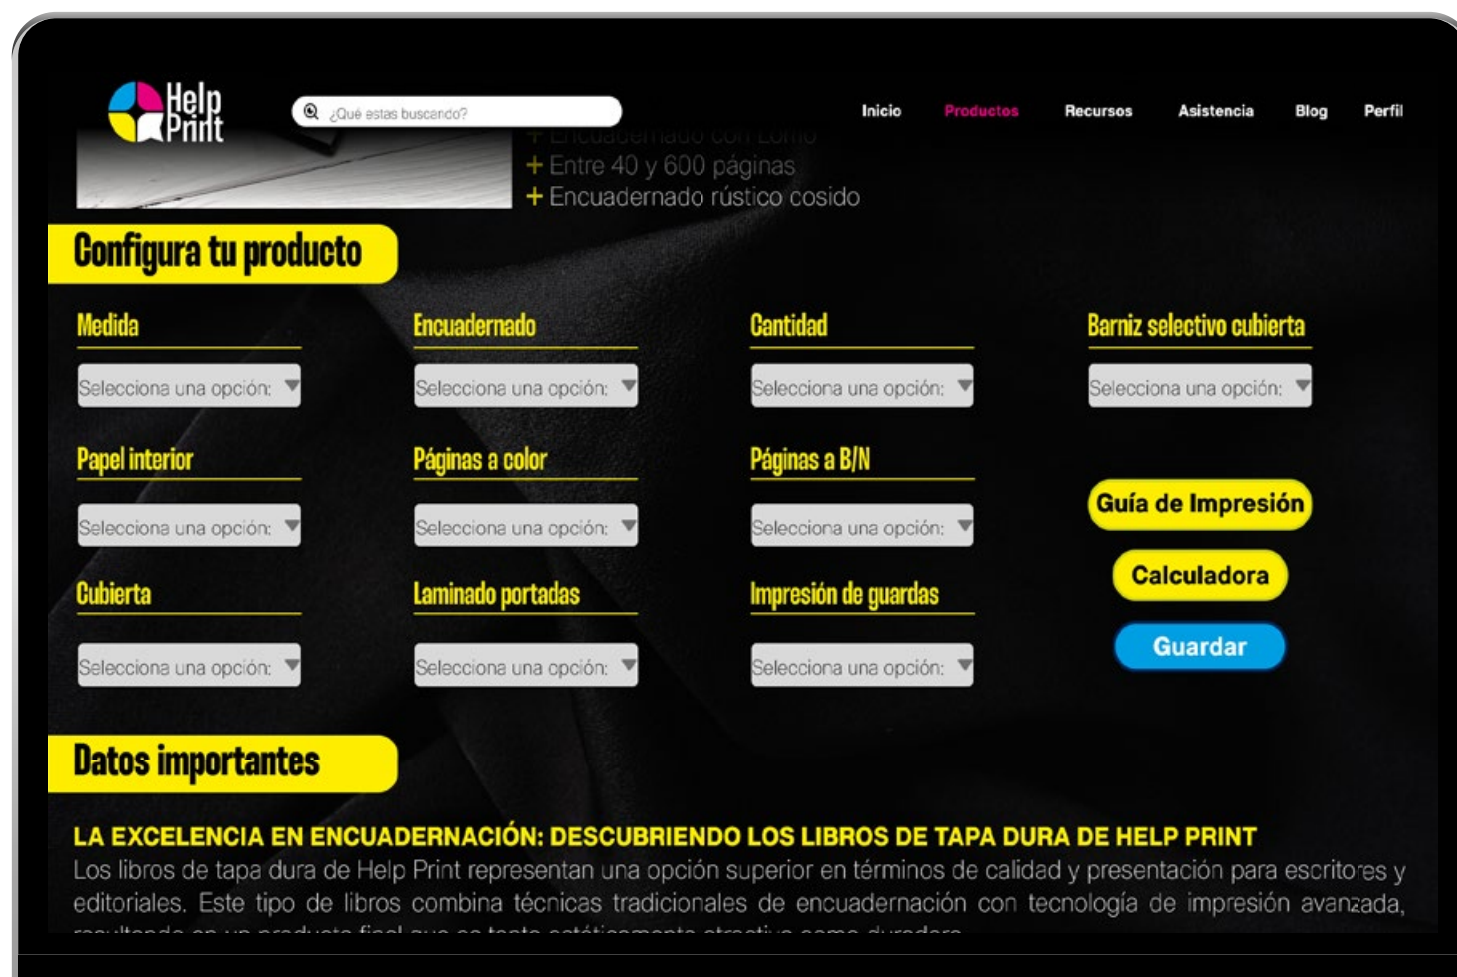 Help
Print
¿Qué estas buscando?
Inicio Productos Recursos Asistencia Blog Perfil
+ Encuadernado con Lomo
+ Entre 40 y 600 páginas
+ Encuadernado rústico cosido
Configura tu producto
Medida Encuadernado Cantidad Barniz selectivo cubierta
Selecciona una opción: Selecciona una opción: Selecciona una opción: Selecciona una opción:
Papel interior Páginas a color Páginas a B/N
Selecciona una opción: Selecciona una opción: Selecciona una opción:
Guía de Impresión
Calculadora
Cubierta Laminado portadas Impresión de guardas
Selecciona una opción: Selecciona una opción: Selecciona una opción:
Guardar
Datos importantes
LA EXCELENCIA EN ENCUADERNACIÓN: DESCUBRIENDO LOS LIBROS DE TAPA DURA DE HELP PRINT
Los libros de tapa dura de Help Print representan una opción superior en términos de calidad y presentación para escritores y
editoriales. Este tipo de libros combina técnicas tradicionales de encuadernación con tecnología de impresión avanzada,